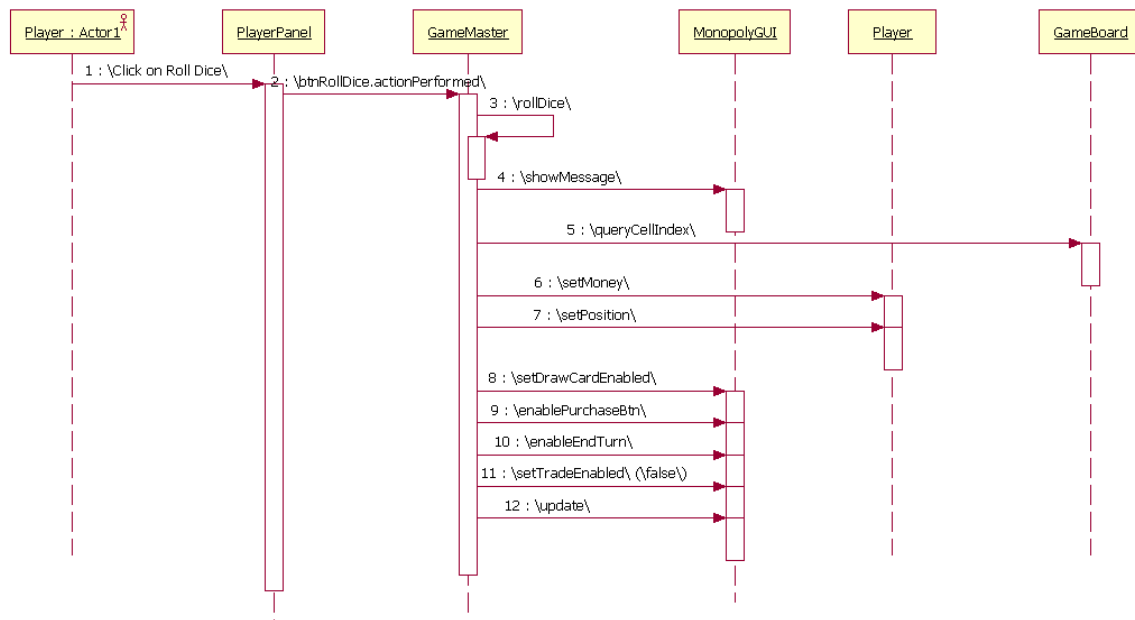 Player : Actor1
PlayerPanel
GameMaster
MonopolyGUI
Player
GameBoard
1 : \Click on Roll Dice\
2 : \btnRollDice.actionPerformed\
3 : \rollDice\
4 : \showMessage\
5 : \queryCellIndex\
6 : \setMoney\
7 : \setPosition\
8 : \setDrawCardEnabled\
9 : \enablePurchaseBtn\
10 : \enableEndTurn\
11 : \setTradeEnabled\ (\false\)
12 : \update\